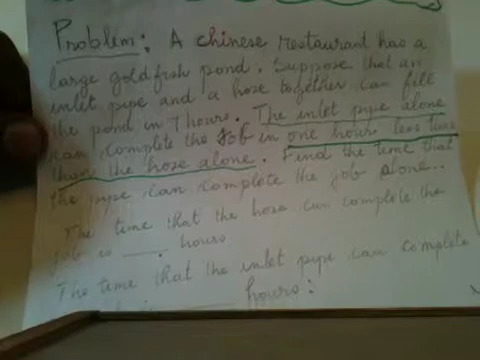 Problem: A chinese restaurant has a
large goldfish pond. Suppose that an
inlet pipe and a hose together can fill
the pond in 7 hours. The inlet pipe alone
can complete the job in one hours less time
than the hose alone. Find the time that
the pipe can complete the job alone..
The time that the hose can complete the
job is ____. hours
The time that the inlet pipe can complete
hours: